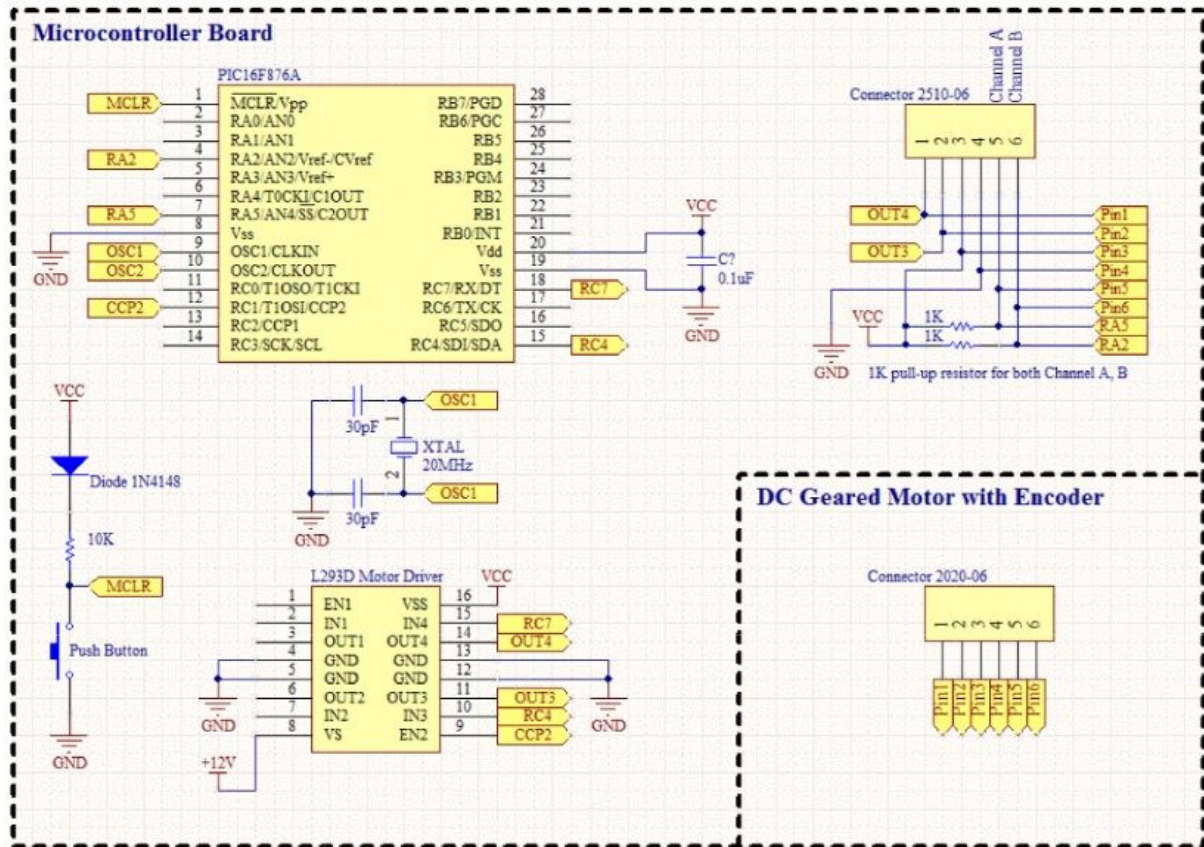 Microcontroller Board
PIC16F876A
MCLR
RA2
RA5
GND
OSC1
OSC2
CCP2
1
2
3
4
5
6
7
8
9
10
11
12
13
14
MCLR/Vpp
RA0/AN0
RA1/AN1
RA2/AN2/Vref-/CVref
RA3/AN3/Vref+
RA4/T0CKI/C1OUT
RA5/AN4/SS/C2OUT
Vss
OSC1/CLKIN
OSC2/CLKOUT
RC0/T1OSO/T1CKI
RC1/T1OSI/CCP2
RC2/CCP1
RC3/SCK/SCL
RB7/PGD
RB6/PGC
RB5
RB4
RB3/PGM
RB2
RB1
RB0/INT
Vdd
Vss
RC7/RX/DT
RC6/TX/CK
RC5/SDO
RC4/SDI/SDA
28
27
26
25
24
23
22
21
20
19
18
17
16
15
RC7
RC4
VCC
C?
0.1uF
GND
Channel A
Channel B
Connector 2510-06
1 2 3 4 5 6
OUT4
OUT3
Pin1
Pin2
Pin3
Pin4
Pin5
Pin6
RA5
RA2
VCC
GND
1K
1K
1K pull-up resistor for both Channel A, B
VCC
Diode 1N4148
10K
MCLR
Push Button
GND
30pF
1
OSC1
XTAL
20MHz
2
OSC1
30pF
GND
L293D Motor Driver
VCC
1
2
3
4
5
6
7
8
EN1
IN1
OUT1
GND
GND
OUT2
IN2
VS
VSS
IN4
OUT4
GND
GND
OUT3
IN3
EN2
16
15
14
13
12
11
10
9
RC7
OUT4
OUT3
RC4
CCP2
GND
GND
+12V
DC Geared Motor with Encoder
Connector 2020-06
1 2 3 4 5 6
Pin1
Pin2
Pin3
Pin4
Pin5
Pin6